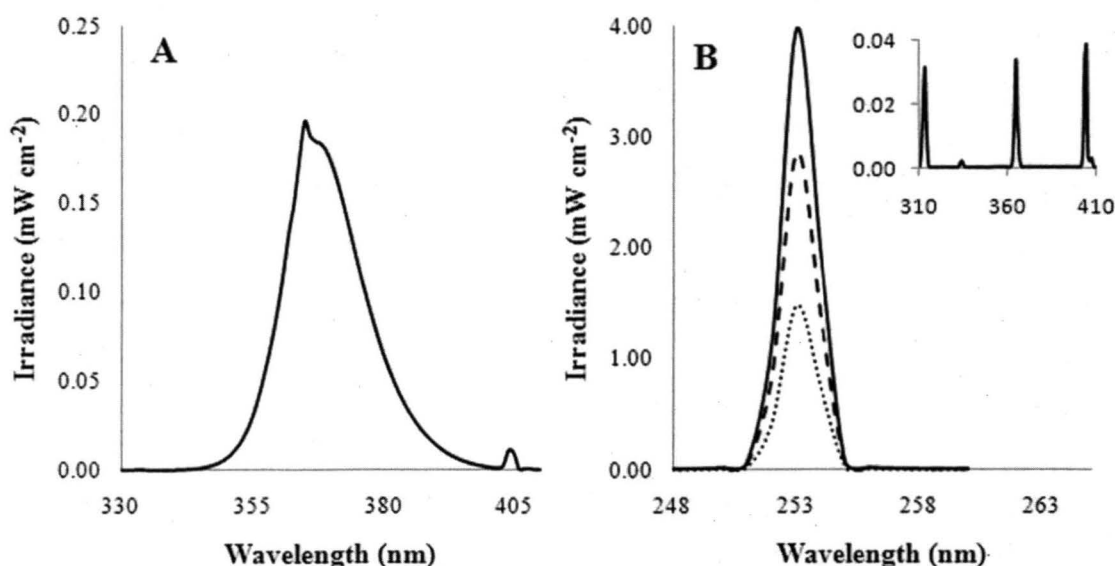 A
Irradiance (mW cm⁻²)
0.25
0.20
0.15
0.10
0.05
0.00
330 355 380 405
Wavelength (nm)
B
Irradiance (mW cm⁻²)
4.00
3.00
2.00
1.00
0.00
248 253 258 263
Wavelength (nm)
0.04
0.02
0.00
310 360 410